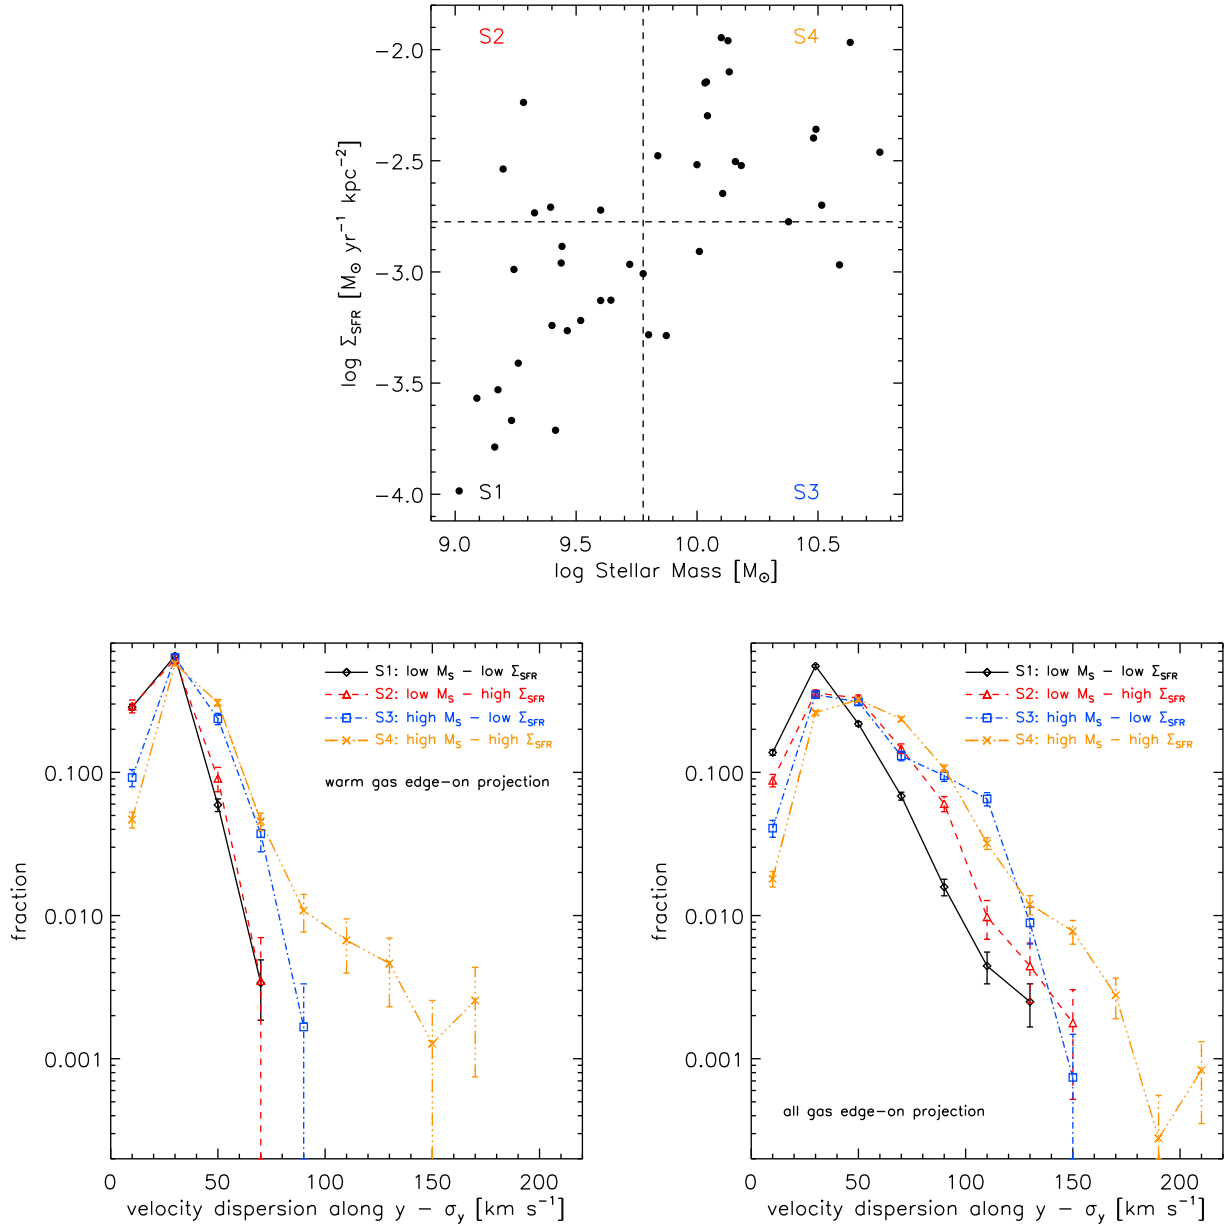 S2
S4
−2.0
−2.5
−3.0
−3.5
−4.0
log Σ_SFR [M_⊙ yr⁻¹ kpc⁻²]
S1
S3
9.0 9.5 10.0 10.5
log Stellar Mass [M_⊙]
S1: low M_S − low Σ_SFR
S2: low M_S − high Σ_SFR
S3: high M_S − low Σ_SFR
S4: high M_S − high Σ_SFR
warm gas edge−on projection
0.100
0.010
0.001
fraction
0 50 100 150 200
velocity dispersion along y − σ_y [km s⁻¹]
S1: low M_S − low Σ_SFR
S2: low M_S − high Σ_SFR
S3: high M_S − low Σ_SFR
S4: high M_S − high Σ_SFR
0.100
0.010
0.001
fraction
all gas edge−on projection
0 50 100 150 200
velocity dispersion along y − σ_y [km s⁻¹]